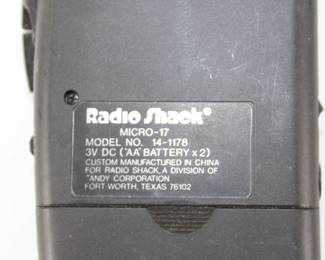 Radio Shack®
MICRO-17
MODEL NO. 14-1178
3V DC ("AA" BATTERY x 2)
CUSTOM MANUFACTURED IN CHINA
FOR RADIO SHACK, A DIVISION OF
TANDY CORPORATION
FORT WORTH, TEXAS 76102